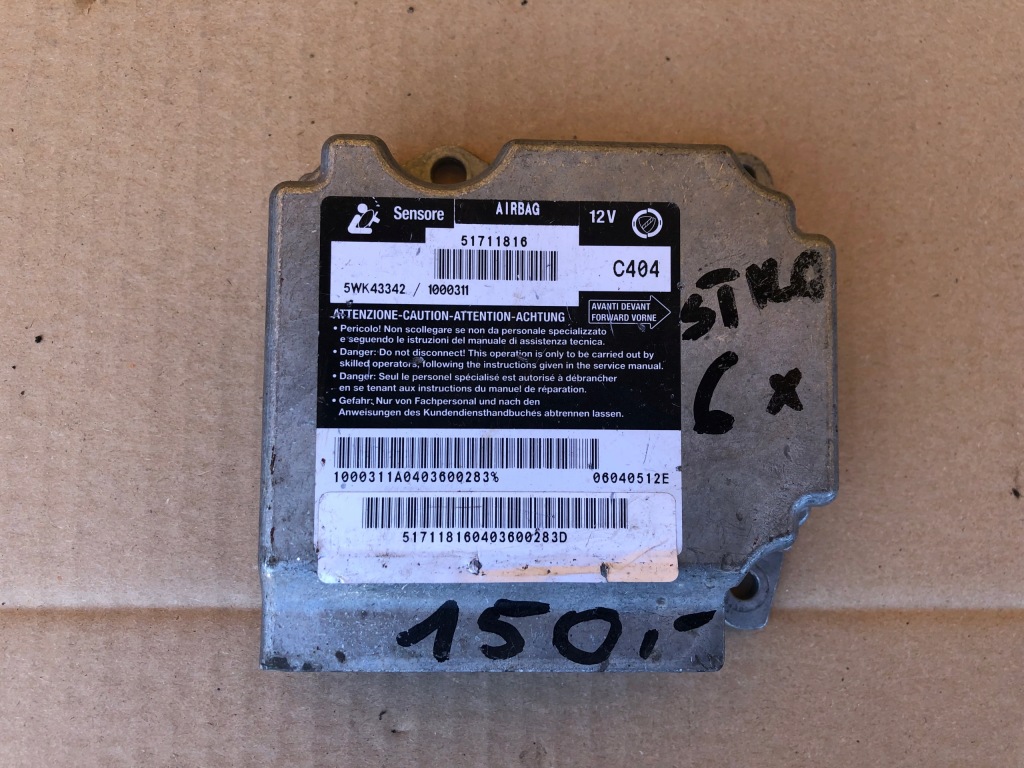 Sensore AIRBAG 12V
51711816
C404
5WK43342 / 1000311
ATTENZIONE-CAUTION-ATTENTION-ACHTUNG
AVANTI DEVANT
FORWARD VORNE
• Pericolo! Non scollegare se non da personale specializzato
e seguendo le istruzioni del manuale di assistenza tecnica.
• Danger: Do not disconnect! This operation is only to be carried out by
skilled operators, following the instructions given in the service manual.
• Danger: Seul le personel spécialisé est autorisé à débrancher
en se tenant aux instructions du manuel de réparation.
• Gefahr: Nur von Fachpersonal und nach den
Anweisungen des Kundendiensthandbuches abtrennen lassen.
1000311A0403600283% 06040512E
517118160403600283D
6 x
150,-